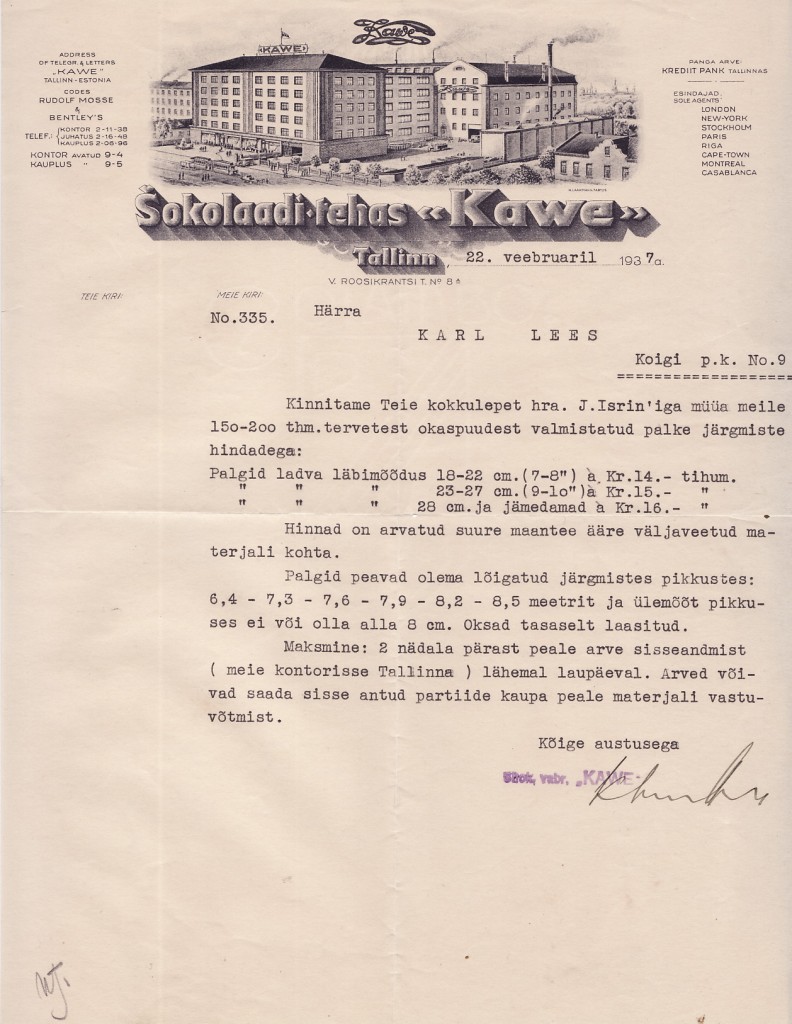 Kawe
KAWE
ADDRESS
OF TELEGR. & LETTERS
„KAWE"
TALLINN-ESTONIA
CODES
RUDOLF MOSSE
&
BENTLEY'S
TELEF.: KONTOR 2-11-38
JUHATUS 2-16-48
KAUPLUS 2-06-96
KONTOR AVATUD 9-4
KAUPLUS " 9-5
PANGA ARVE:
KREDIIT PANK TALLINNAS
ESINDAJAD:
SOLE AGENTS
LONDON
NEW-YORK
STOCKHOLM
PARIS
RIGA
CAPE-TOWN
MONTREAL
CASABLANCA
Šokolaadi-tehas «Kawe»
Tallinn, 22. veebruaril 1937a.
V. ROOSIKRANTSI T. Nº 8ᵃ
TEIE KIRI: MEIE KIRI:
No.335. Härra
KARL LEES
Koigi p.k. No.9
Kinnitame Teie kokkulepet hra. J.Isrin'iga müüa meile
150-200 thm.tervetest okaspuudest valmistatud palke järgmiste
hindadega:
Palgid ladva läbimõõdus 18-22 cm.(7-8") à Kr.14.- tihum.
" " " 23-27 cm.(9-10")à Kr.15.- "
" " " 28 cm.ja jämedamad à Kr.16.- "
Hinnad on arvatud suure maantee ääre väljaveetud ma-
terjali kohta.
Palgid peavad olema lõigatud järgmistes pikkustes:
6,4 - 7,3 - 7,6 - 7,9 - 8,2 - 8,5 meetrit ja ülemõõt pikku-
ses ei või olla alla 8 cm. Oksad tasaselt laasitud.
Maksmine: 2 nädala pärast peale arve sisseandmist
( meie kontorisse Tallinna ) lähemal laupäeval. Arved või-
vad saada sisse antud partiide kaupa peale materjali vastu-
võtmist.
Kõige austusega
Šhok. vabr. „KAWE"